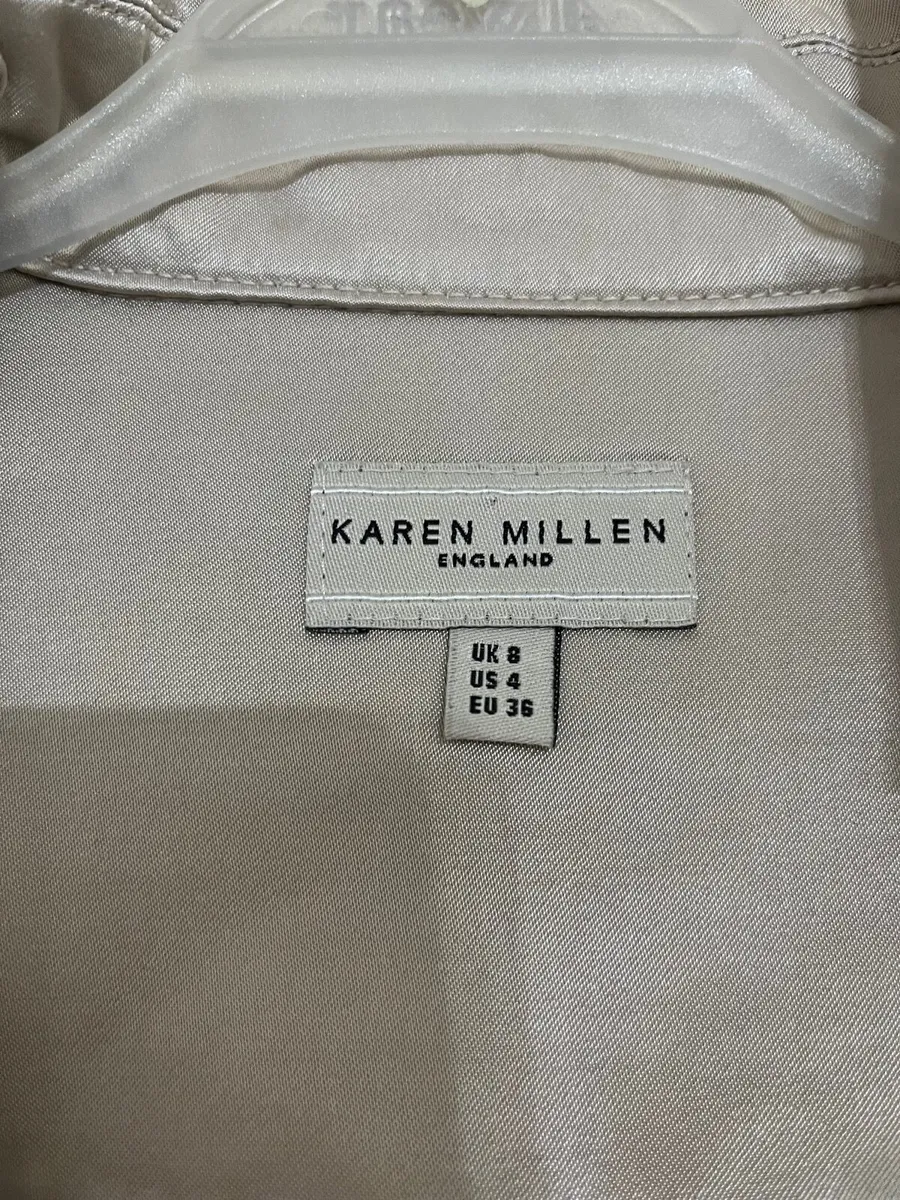 KAREN MILLEN
ENGLAND
UK 8
US 4
EU 36